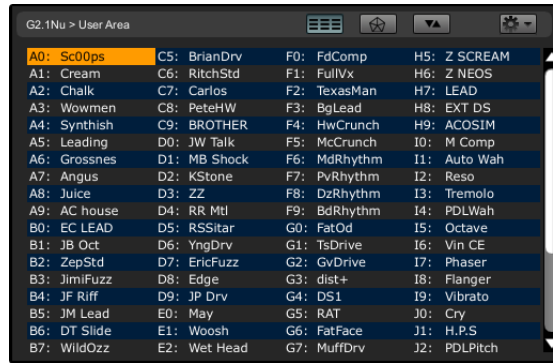 G2.1Nu > User Area
A0: Sc00ps C5: BrianDrv F0: FdComp H5: Z SCREAM
A1: Cream C6: RitchStd F1: FullVx H6: Z NEOS
A2: Chalk C7: Carlos F2: TexasMan H7: LEAD
A3: Wowmen C8: PeteHW F3: BgLead H8: EXT DS
A4: Synthish C9: BROTHER F4: HwCrunch H9: ACOSIM
A5: Leading D0: JW Talk F5: McCrunch I0: M Comp
A6: Grossnes D1: MB Shock F6: MdRhythm I1: Auto Wah
A7: Angus D2: KStone F7: PvRhythm I2: Reso
A8: Juice D3: ZZ F8: DzRhythm I3: Tremolo
A9: AC house D4: RR Mtl F9: BdRhythm I4: PDLWah
B0: EC LEAD D5: RSSitar G0: FatOd I5: Octave
B1: JB Oct D6: YngDrv G1: TsDrive I6: Vin CE
B2: ZepStd D7: EricFuzz G2: GvDrive I7: Phaser
B3: JimiFuzz D8: Edge G3: dist+ I8: Flanger
B4: JF Riff D9: JP Drv G4: DS1 I9: Vibrato
B5: JM Lead E0: May G5: RAT J0: Cry
B6: DT Slide E1: Woosh G6: FatFace J1: H.P.S
B7: WildOzz E2: Wet Head G7: MuffDrv J2: PDLPitch